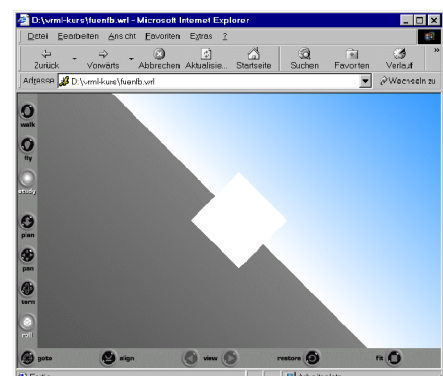 D:\vrml-kurs\fuenfb.wrl - Microsoft Internet Explorer
Datei Bearbeiten Ansicht Favoriten Extras ?
Zurück Vorwärts Abbrechen Aktualisie... Startseite Suchen Favoriten Verlauf »
Adresse D:\vrml-kurs\fuenfb.wrl Wechseln zu
walk
fly
study
plan
pan
turn
roll
goto align view restore fit